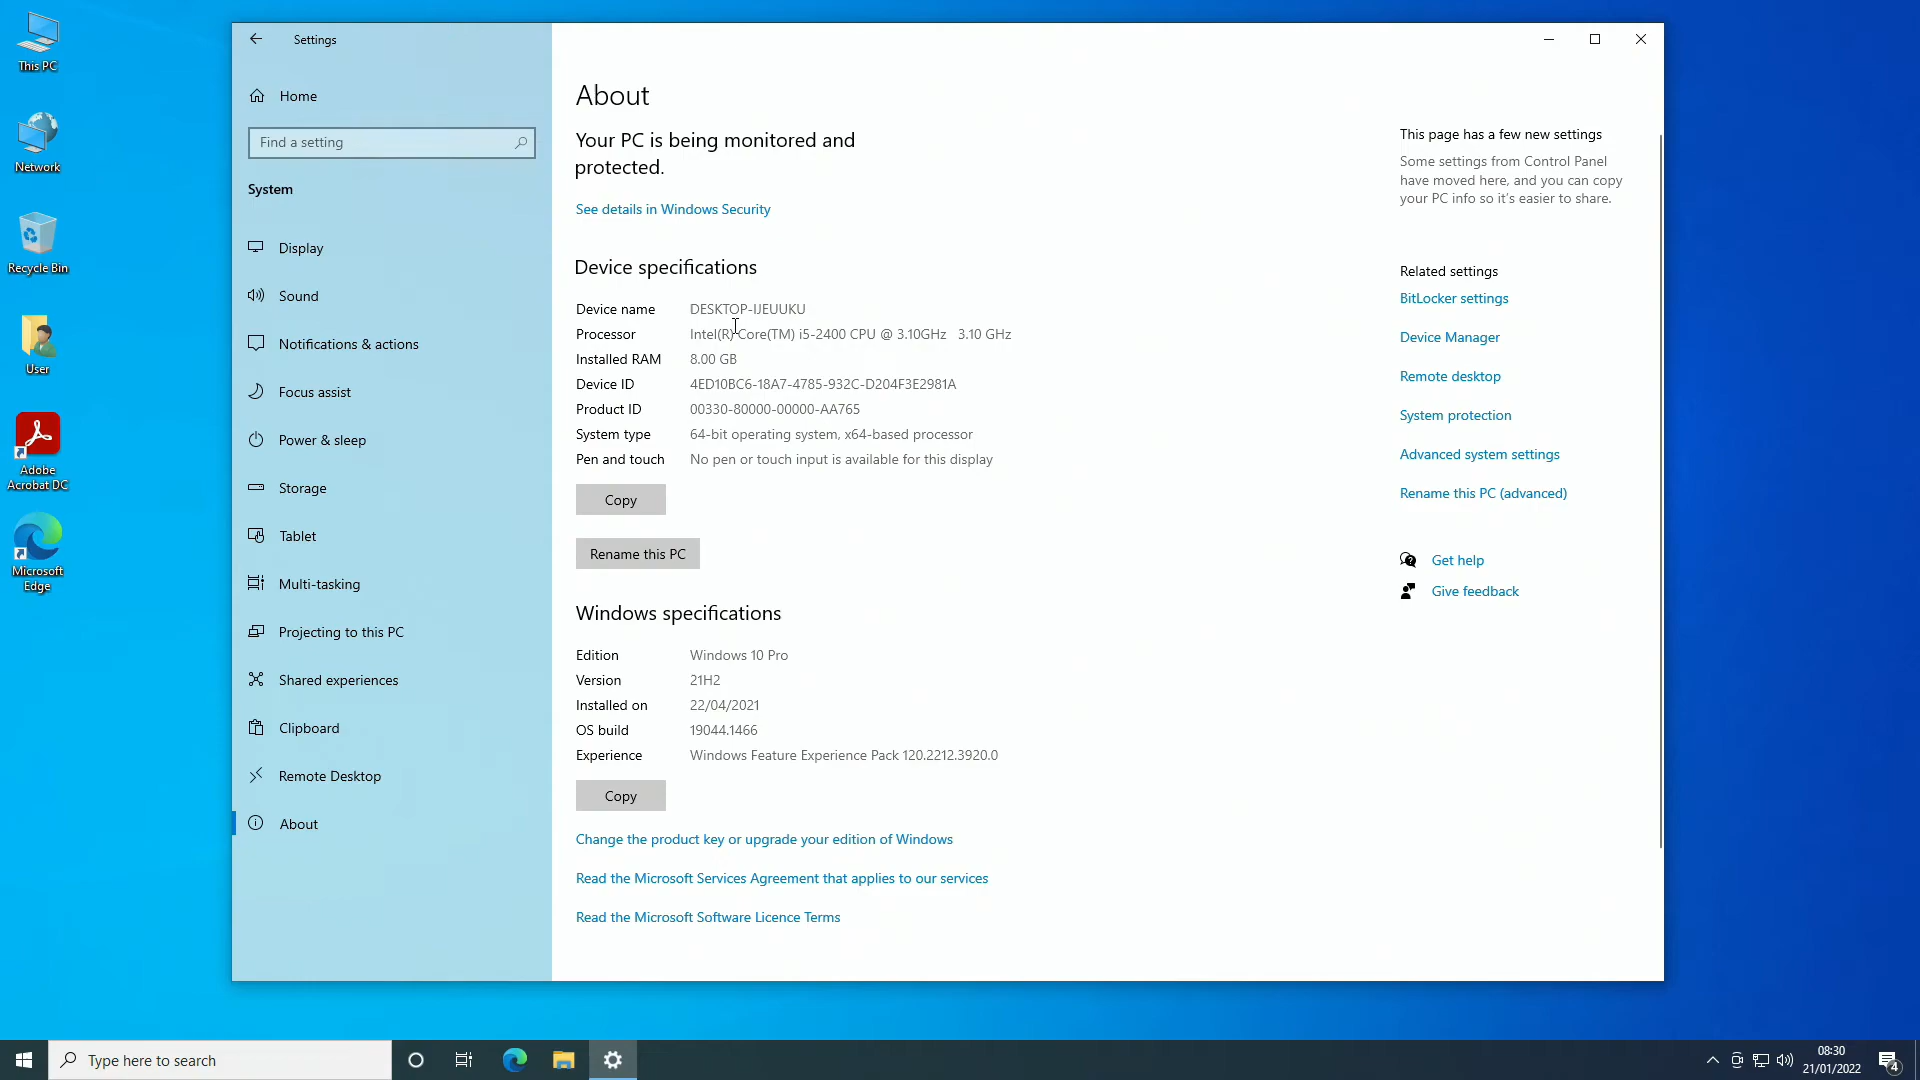 This PC
Network
Recycle Bin
User
Adobe
Acrobat DC
Microsoft
Edge
Settings
Home
Find a setting
System
Display
Sound
Notifications & actions
Focus assist
Power & sleep
Storage
Tablet
Multi-tasking
Projecting to this PC
Shared experiences
Clipboard
Remote Desktop
About
About
Your PC is being monitored and
protected.
See details in Windows Security
Device specifications
Device name DESKTOP-IJEUUKU
Processor Intel(R) Core(TM) i5-2400 CPU @ 3.10GHz 3.10 GHz
Installed RAM 8.00 GB
Device ID 4ED10BC6-18A7-4785-932C-D204F3E2981A
Product ID 00330-80000-00000-AA765
System type 64-bit operating system, x64-based processor
Pen and touch No pen or touch input is available for this display
Copy
Rename this PC
Windows specifications
Edition Windows 10 Pro
Version 21H2
Installed on 22/04/2021
OS build 19044.1466
Experience Windows Feature Experience Pack 120.2212.3920.0
Copy
Change the product key or upgrade your edition of Windows
Read the Microsoft Services Agreement that applies to our services
Read the Microsoft Software Licence Terms
This page has a few new settings
Some settings from Control Panel
have moved here, and you can copy
your PC info so it's easier to share.
Related settings
BitLocker settings
Device Manager
Remote desktop
System protection
Advanced system settings
Rename this PC (advanced)
Get help
Give feedback
Type here to search
08:30
21/01/2022
4